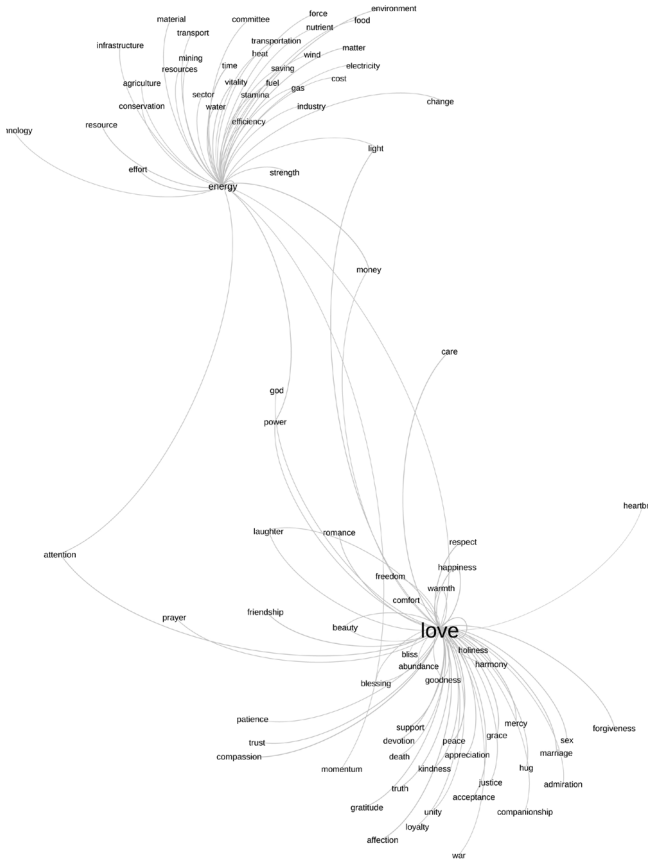 environment
force
food
material
committee
nutrient
transport
transportation
infrastructure
heat
wind
matter
mining
time
saving
electricity
resources
cost
agriculture
vitality
fuel
gas
sector
stamina
conservation
water
industry
change
resource
efficiency
nology
light
effort
strength
energy
money
care
god
power
heartbr
laughter
romance
respect
attention
happiness
freedom
warmth
comfort
friendship
prayer
beauty
love
holiness
bliss
harmony
abundance
goodness
blessing
patience
mercy
support
forgiveness
grace
devotion
peace
sex
trust
compassion
death
appreciation
marriage
momentum
kindness
hug
justice
admiration
truth
acceptance
gratitude
unity
companionship
loyalty
affection
war